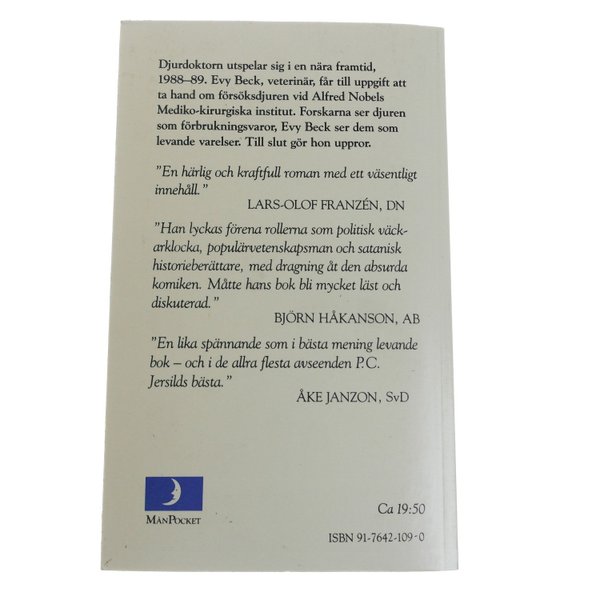 Djurdoktorn utspelar sig i en nära framtid,
1988–89. Evy Beck, veterinär, får till uppgift att
ta hand om försöksdjuren vid Alfred Nobels
Mediko-kirurgiska institut. Forskarna ser djuren
som förbrukningsvaror, Evy Beck ser dem som
levande varelser. Till slut gör hon uppror.
”En härlig och kraftfull roman med ett väsentligt
innehåll.”
LARS-OLOF FRANZÉN, DN
”Han lyckas förena rollerna som politisk väck-
arklocka, populärvetenskapsman och satanisk
historieberättare, med dragning åt den absurda
komiken. Måtte hans bok bli mycket läst och
diskuterad.”
BJÖRN HÅKANSON, AB
”En lika spännande som i bästa mening levande
bok – och i de allra flesta avseenden P.C.
Jersilds bästa.”
ÅKE JANZON, SvD
MÅNPOCKET
Ca 19:50
ISBN 91-7642-109-0